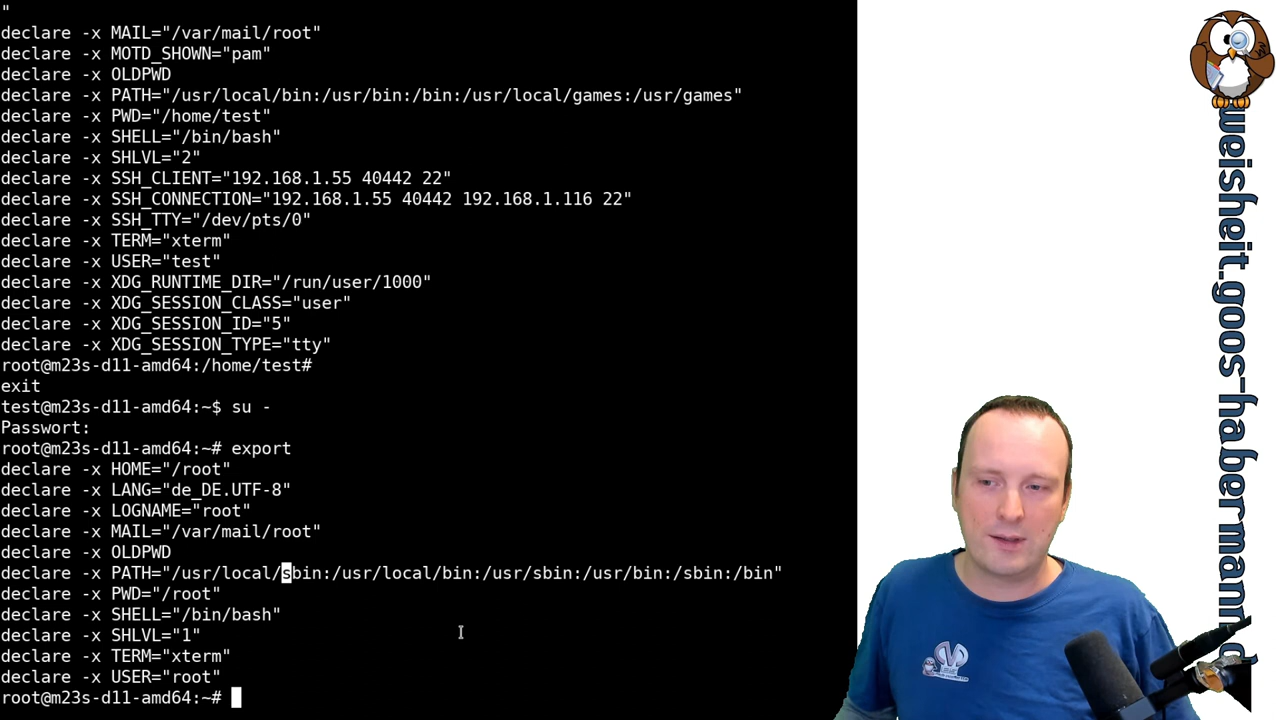 "
declare -x MAIL="/var/mail/root"
declare -x MOTD_SHOWN="pam"
declare -x OLDPWD
declare -x PATH="/usr/local/bin:/usr/bin:/bin:/usr/local/games:/usr/games"
declare -x PWD="/home/test"
declare -x SHELL="/bin/bash"
declare -x SHLVL="2"
declare -x SSH_CLIENT="192.168.1.55 40442 22"
declare -x SSH_CONNECTION="192.168.1.55 40442 192.168.1.116 22"
declare -x SSH_TTY="/dev/pts/0"
declare -x TERM="xterm"
declare -x USER="test"
declare -x XDG_RUNTIME_DIR="/run/user/1000"
declare -x XDG_SESSION_CLASS="user"
declare -x XDG_SESSION_ID="5"
declare -x XDG_SESSION_TYPE="tty"
root@m23s-d11-amd64:/home/test#
exit
test@m23s-d11-amd64:~$ su -
Passwort:
root@m23s-d11-amd64:~# export
declare -x HOME="/root"
declare -x LANG="de_DE.UTF-8"
declare -x LOGNAME="root"
declare -x MAIL="/var/mail/root"
declare -x OLDPWD
declare -x PATH="/usr/local/sbin:/usr/local/bin:/usr/sbin:/usr/bin:/sbin:/bin"
declare -x PWD="/root"
declare -x SHELL="/bin/bash"
declare -x SHLVL="1"
declare -x TERM="xterm"
declare -x USER="root"
root@m23s-d11-amd64:~#
weisheit.goos-habermann.d